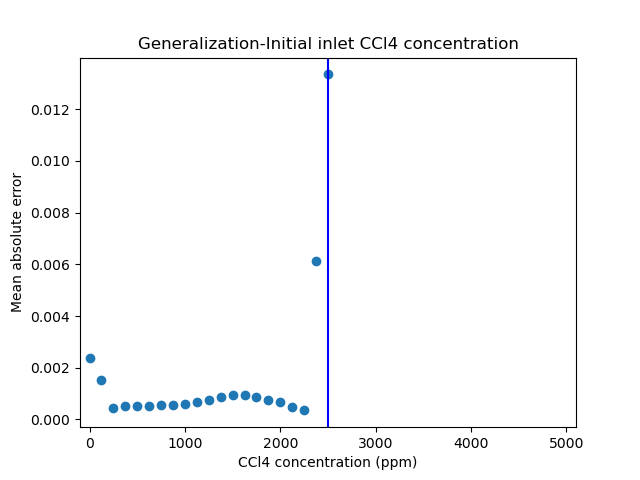 Generalization-Initial inlet CCl4 concentration
Mean absolute error
0.012
0.010
0.008
0.006
0.004
0.002
0.000
0 1000 2000 3000 4000 5000
CCl4 concentration (ppm)